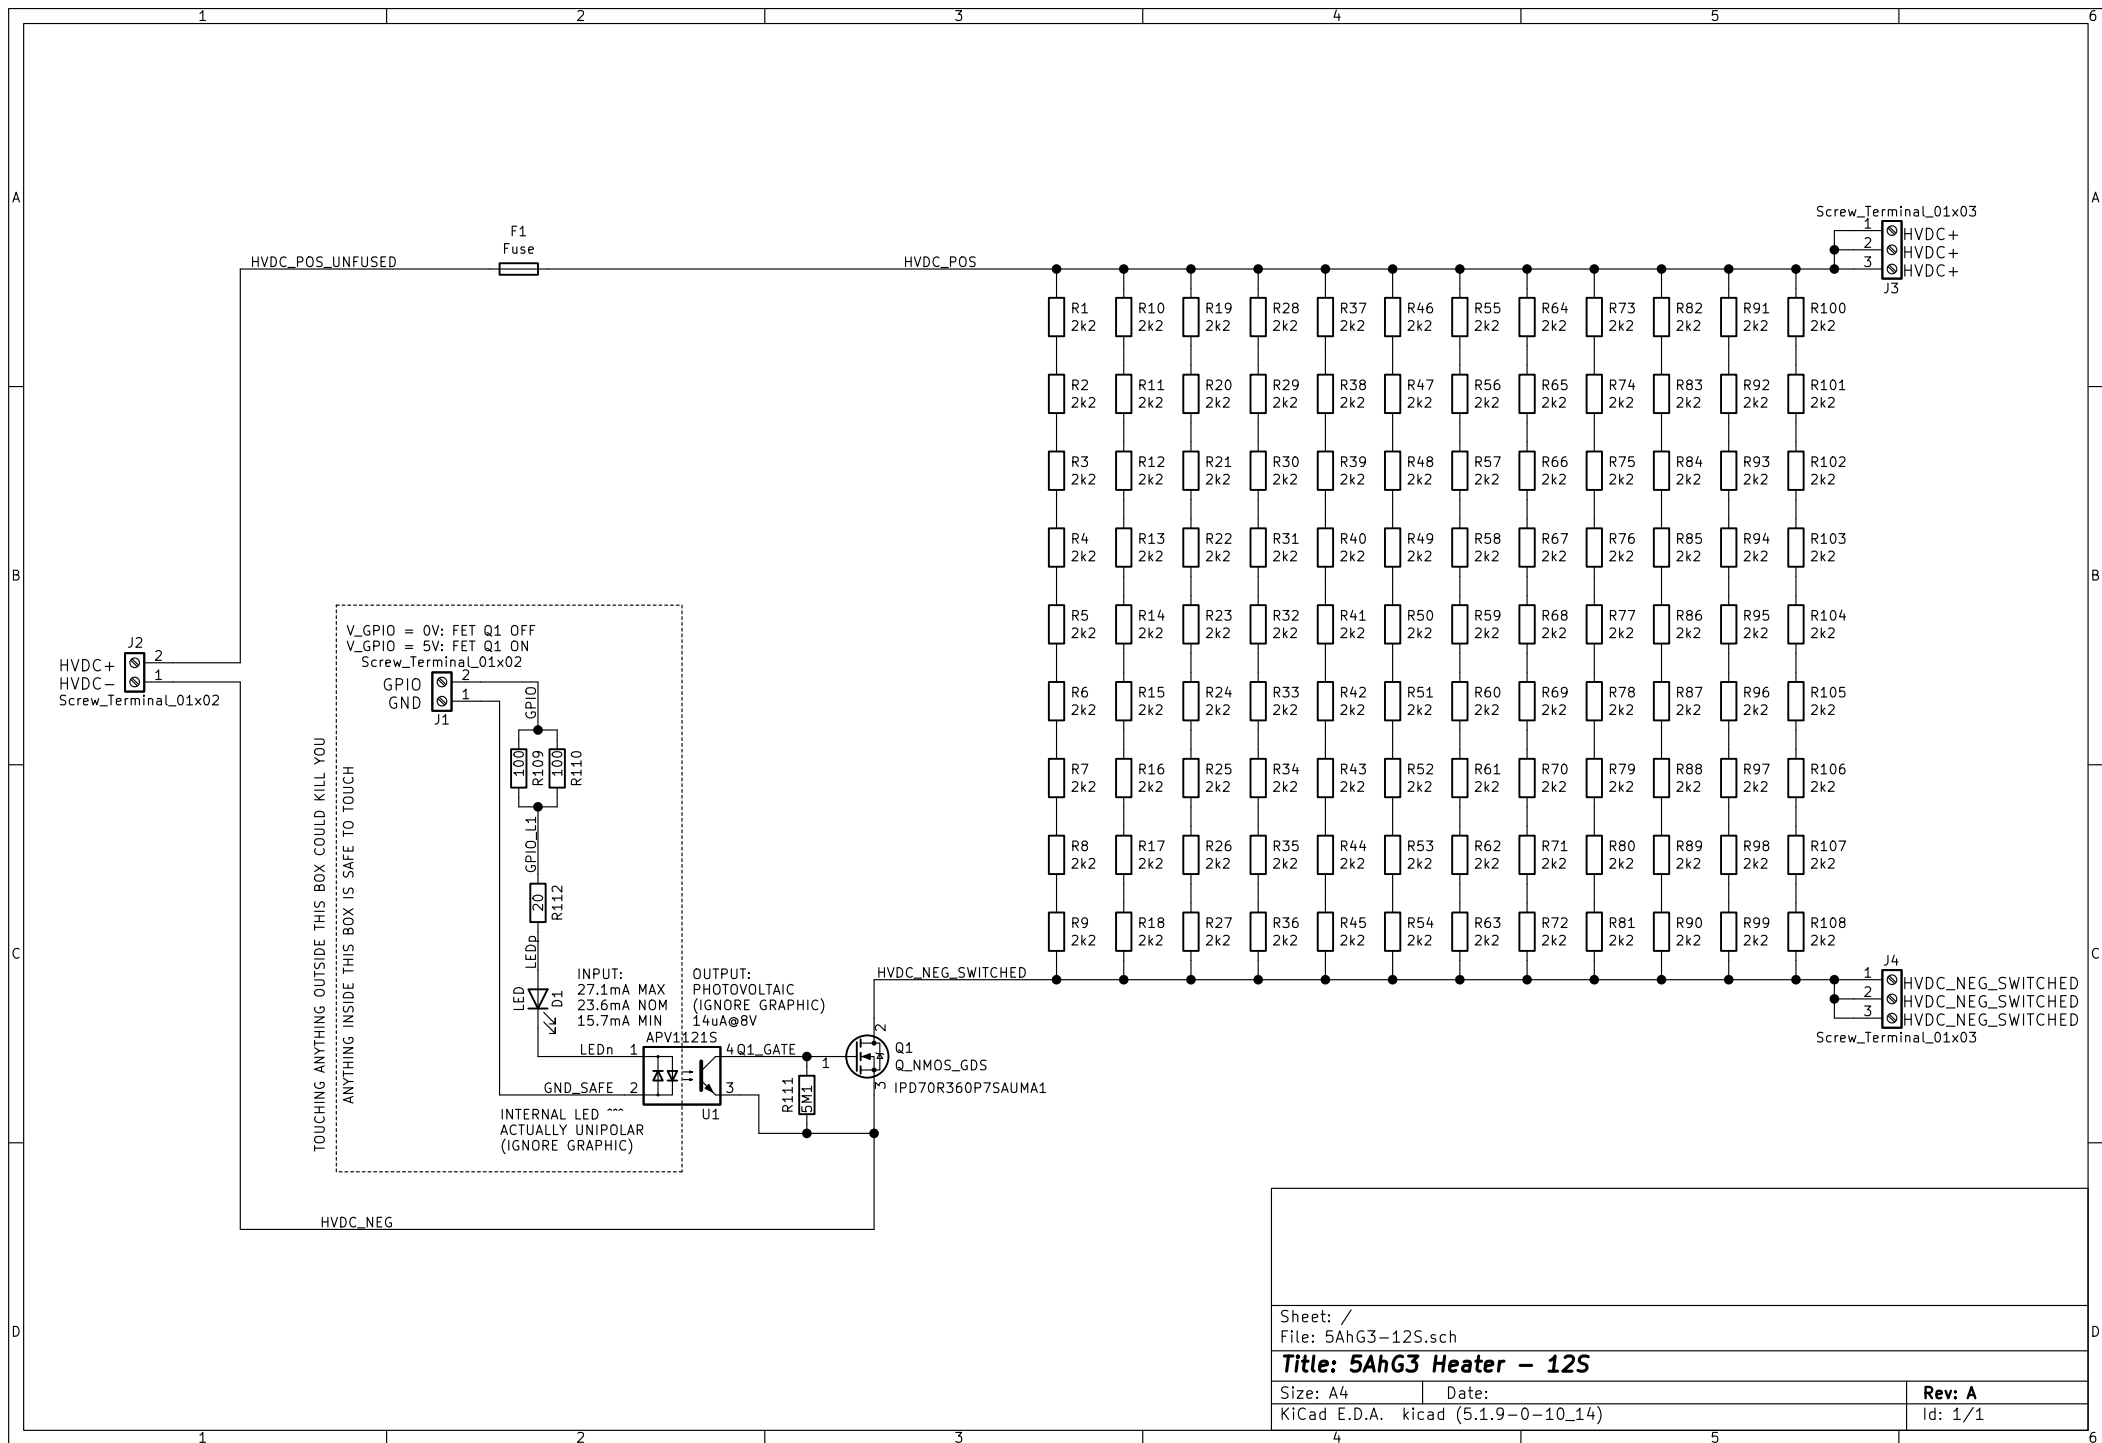 1 2 3 4 5 6
A
A
Screw_Terminal_01x03
1
HVDC+
2
HVDC+
3
HVDC+
J3
F1
Fuse
HVDC_POS_UNFUSED
HVDC_POS
R1 R10 R19 R28 R37 R46 R55 R64 R73 R82 R91 R100
2k2 2k2 2k2 2k2 2k2 2k2 2k2 2k2 2k2 2k2 2k2 2k2
R2 R11 R20 R29 R38 R47 R56 R65 R74 R83 R92 R101
2k2 2k2 2k2 2k2 2k2 2k2 2k2 2k2 2k2 2k2 2k2 2k2
R3 R12 R21 R30 R39 R48 R57 R66 R75 R84 R93 R102
2k2 2k2 2k2 2k2 2k2 2k2 2k2 2k2 2k2 2k2 2k2 2k2
R4 R13 R22 R31 R40 R49 R58 R67 R76 R85 R94 R103
2k2 2k2 2k2 2k2 2k2 2k2 2k2 2k2 2k2 2k2 2k2 2k2
B
B
R5 R14 R23 R32 R41 R50 R59 R68 R77 R86 R95 R104
2k2 2k2 2k2 2k2 2k2 2k2 2k2 2k2 2k2 2k2 2k2 2k2
R6 R15 R24 R33 R42 R51 R60 R69 R78 R87 R96 R105
2k2 2k2 2k2 2k2 2k2 2k2 2k2 2k2 2k2 2k2 2k2 2k2
R7 R16 R25 R34 R43 R52 R61 R70 R79 R88 R97 R106
2k2 2k2 2k2 2k2 2k2 2k2 2k2 2k2 2k2 2k2 2k2 2k2
R8 R17 R26 R35 R44 R53 R62 R71 R80 R89 R98 R107
2k2 2k2 2k2 2k2 2k2 2k2 2k2 2k2 2k2 2k2 2k2 2k2
R9 R18 R27 R36 R45 R54 R63 R72 R81 R90 R99 R108
2k2 2k2 2k2 2k2 2k2 2k2 2k2 2k2 2k2 2k2 2k2 2k2
J2
HVDC+
2
HVDC-
1
Screw_Terminal_01x02
V_GPIO = 0V: FET Q1 OFF
V_GPIO = 5V: FET Q1 ON
Screw_Terminal_01x02
GPIO
2
GND
1
J1
GPIO
100
R109
100
R110
GPIO_L1
20
R112
LEDp
LED
D1
TOUCHING ANYTHING OUTSIDE THIS BOX COULD KILL YOU
ANYTHING INSIDE THIS BOX IS SAFE TO TOUCH
INPUT:
27.1mA MAX
23.6mA NOM
15.7mA MIN
OUTPUT:
PHOTOVOLTAIC
(IGNORE GRAPHIC)
14uA@8V
APV1121S
LEDn 1
4 Q1_GATE
GND_SAFE 2
3
U1
INTERNAL LED ^^^
ACTUALLY UNIPOLAR
(IGNORE GRAPHIC)
R111
5M1
1
2
3
Q1
Q_NMOS_GDS
IPD70R360P7SAUMA1
HVDC_NEG_SWITCHED
C
C
J4
1
HVDC_NEG_SWITCHED
2
HVDC_NEG_SWITCHED
3
HVDC_NEG_SWITCHED
Screw_Terminal_01x03
HVDC_NEG
D
D
Sheet: /
File: 5AhG3-12S.sch
Title: 5AhG3 Heater - 12S
Size: A4 Date: Rev: A
KiCad E.D.A. kicad (5.1.9-0-10_14) Id: 1/1
1 2 3 4 5 6